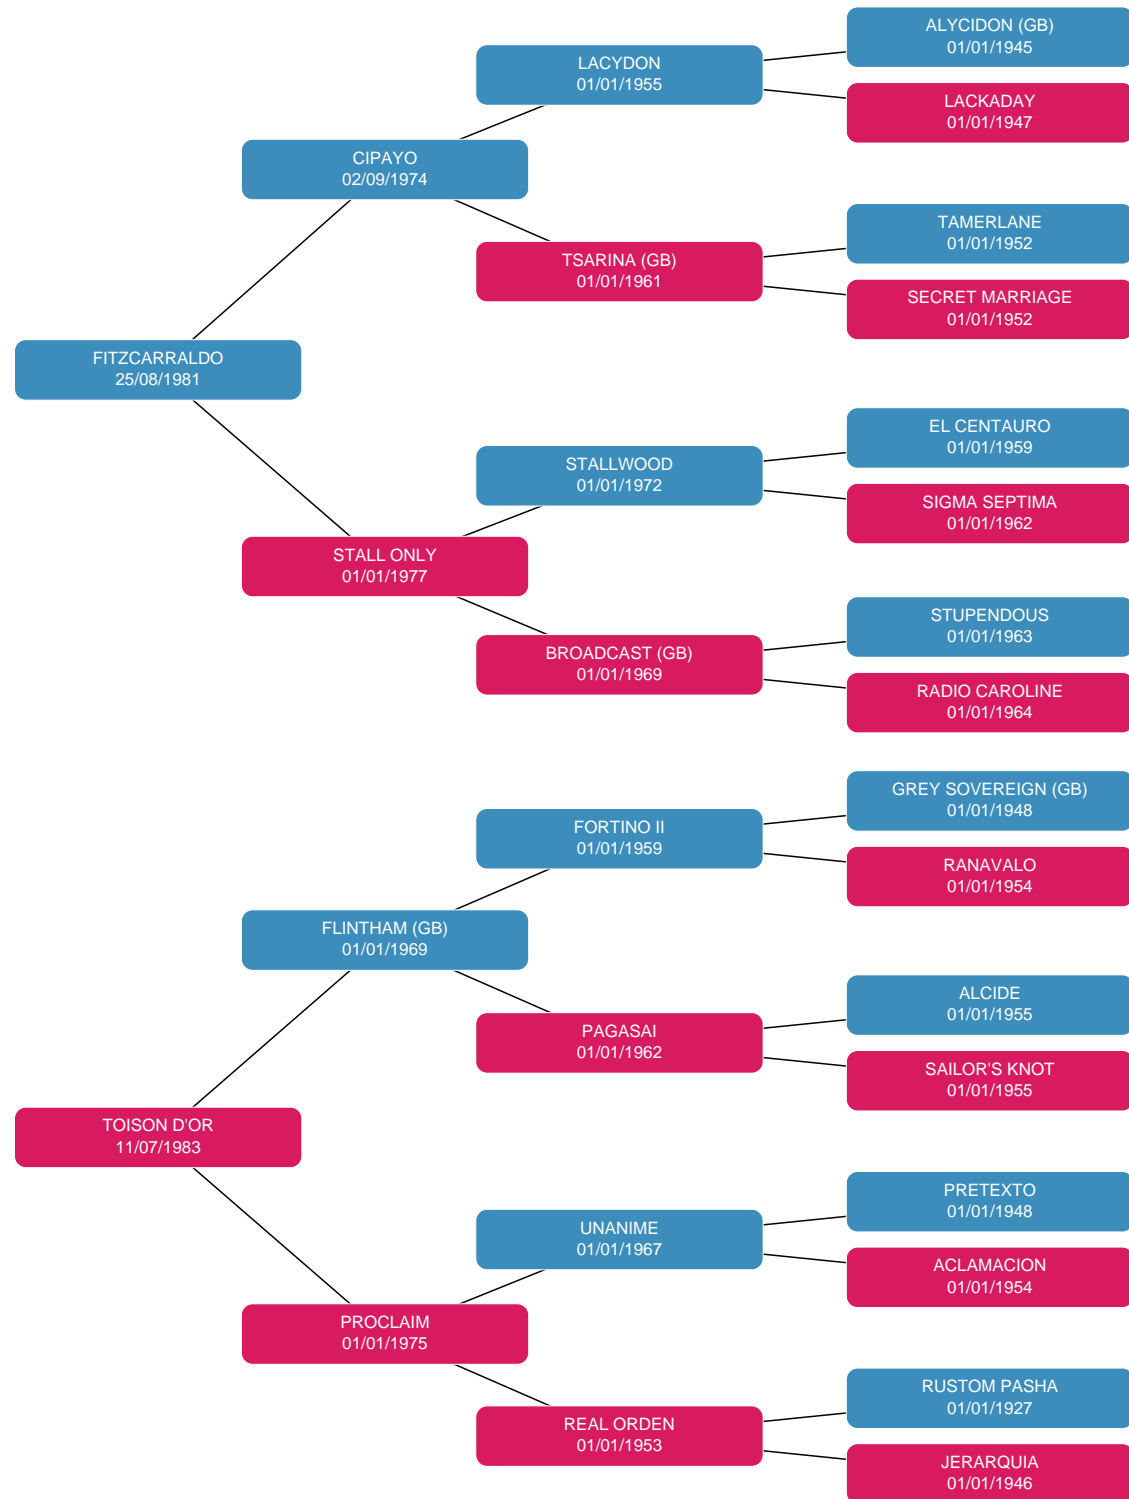 ALYCIDON (GB)
01/01/1945
LACYDON
01/01/1955
LACKADAY
01/01/1947
CIPAYO
02/09/1974
TAMERLANE
01/01/1952
TSARINA (GB)
01/01/1961
SECRET MARRIAGE
01/01/1952
FITZCARRALDO
25/08/1981
EL CENTAURO
01/01/1959
STALLWOOD
01/01/1972
SIGMA SEPTIMA
01/01/1962
STALL ONLY
01/01/1977
STUPENDOUS
01/01/1963
BROADCAST (GB)
01/01/1969
RADIO CAROLINE
01/01/1964
GREY SOVEREIGN (GB)
01/01/1948
FORTINO II
01/01/1959
RANAVALO
01/01/1954
FLINTHAM (GB)
01/01/1969
ALCIDE
01/01/1955
PAGASAI
01/01/1962
SAILOR'S KNOT
01/01/1955
TOISON D'OR
11/07/1983
PRETEXTO
01/01/1948
UNANIME
01/01/1967
ACLAMACION
01/01/1954
PROCLAIM
01/01/1975
RUSTOM PASHA
01/01/1927
REAL ORDEN
01/01/1953
JERARQUIA
01/01/1946